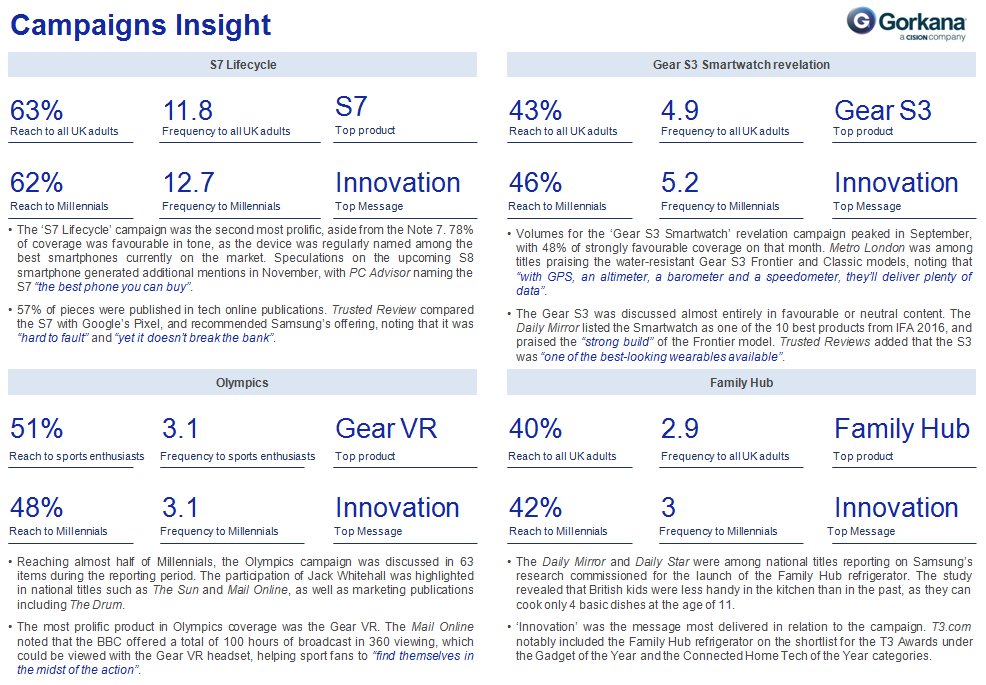 Campaigns Insight
Gorkana
a CISION company
S7 Lifecycle
63%
11.8
S7
Reach to all UK adults
Frequency to all UK adults
Top product
62%
12.7
Innovation
Reach to Millennials
Frequency to Millennials
Top Message
• The ‘S7 Lifecycle’ campaign was the second most prolific, aside from the Note 7. 78%
of coverage was favourable in tone, as the device was regularly named among the
best smartphones currently on the market. Speculations on the upcoming S8
smartphone generated additional mentions in November, with PC Advisor naming the
S7 “the best phone you can buy”.
• 57% of pieces were published in tech online publications. Trusted Review compared
the S7 with Google’s Pixel, and recommended Samsung’s offering, noting that it was
“hard to fault” and “yet it doesn’t break the bank”.
Gear S3 Smartwatch revelation
43%
4.9
Gear S3
Reach to all UK adults
Frequency to all UK adults
Top product
46%
5.2
Innovation
Reach to Millennials
Frequency to Millennials
Top Message
• Volumes for the ‘Gear S3 Smartwatch’ revelation campaign peaked in September,
with 48% of strongly favourable coverage on that month. Metro London was among
titles praising the water-resistant Gear S3 Frontier and Classic models, noting that
“with GPS, an altimeter, a barometer and a speedometer, they’ll deliver plenty of
data”.
• The Gear S3 was discussed almost entirely in favourable or neutral content. The
Daily Mirror listed the Smartwatch as one of the 10 best products from IFA 2016, and
praised the “strong build” of the Frontier model. Trusted Reviews added that the S3
was “one of the best-looking wearables available”.
Olympics
51%
3.1
Gear VR
Reach to sports enthusiasts
Frequency to sports enthusiasts
Top product
48%
3.1
Innovation
Reach to Millennials
Frequency to Millennials
Top Message
• Reaching almost half of Millennials, the Olympics campaign was discussed in 63
items during the reporting period. The participation of Jack Whitehall was highlighted
in national titles such as The Sun and Mail Online, as well as marketing publications
including The Drum.
• The most prolific product in Olympics coverage was the Gear VR. The Mail Online
noted that the BBC offered a total of 100 hours of broadcast in 360 viewing, which
could be viewed with the Gear VR headset, helping sport fans to “find themselves in
the midst of the action”.
Family Hub
40%
2.9
Family Hub
Reach to all UK adults
Frequency to all UK adults
Top product
42%
3
Innovation
Reach to Millennials
Frequency to Millennials
Top Message
• The Daily Mirror and Daily Star were among national titles reporting on Samsung’s
research commissioned for the launch of the Family Hub refrigerator. The study
revealed that British kids were less handy in the kitchen than in the past, as they can
cook only 4 basic dishes at the age of 11.
• ‘Innovation’ was the message most delivered in relation to the campaign. T3.com
notably included the Family Hub refrigerator on the shortlist for the T3 Awards under
the Gadget of the Year and the Connected Home Tech of the Year categories.